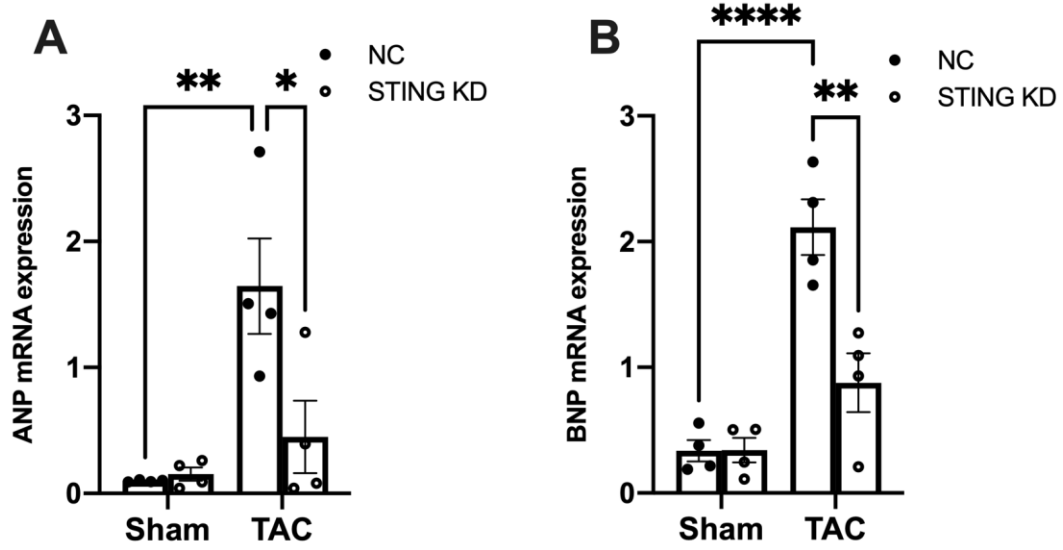 A
** *
NC
STING KD
3
2
1
0
ANP mRNA expression
Sham TAC
B
****
**
NC
STING KD
3
2
1
0
BNP mRNA expression
Sham TAC